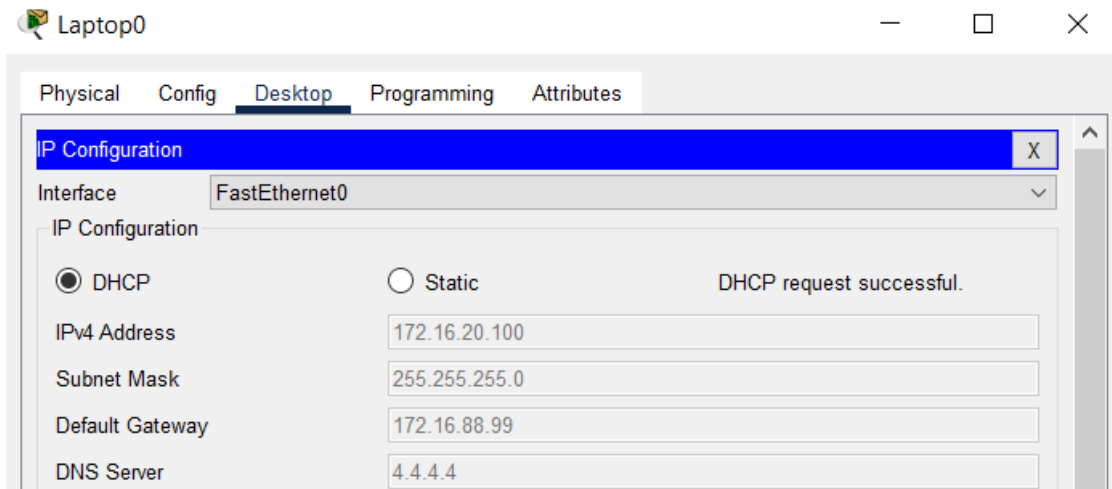 Laptop0
Physical Config Desktop Programming Attributes
IP Configuration X
Interface FastEthernet0
IP Configuration
DHCP Static DHCP request successful.
IPv4 Address 172.16.20.100
Subnet Mask 255.255.255.0
Default Gateway 172.16.88.99
DNS Server 4.4.4.4